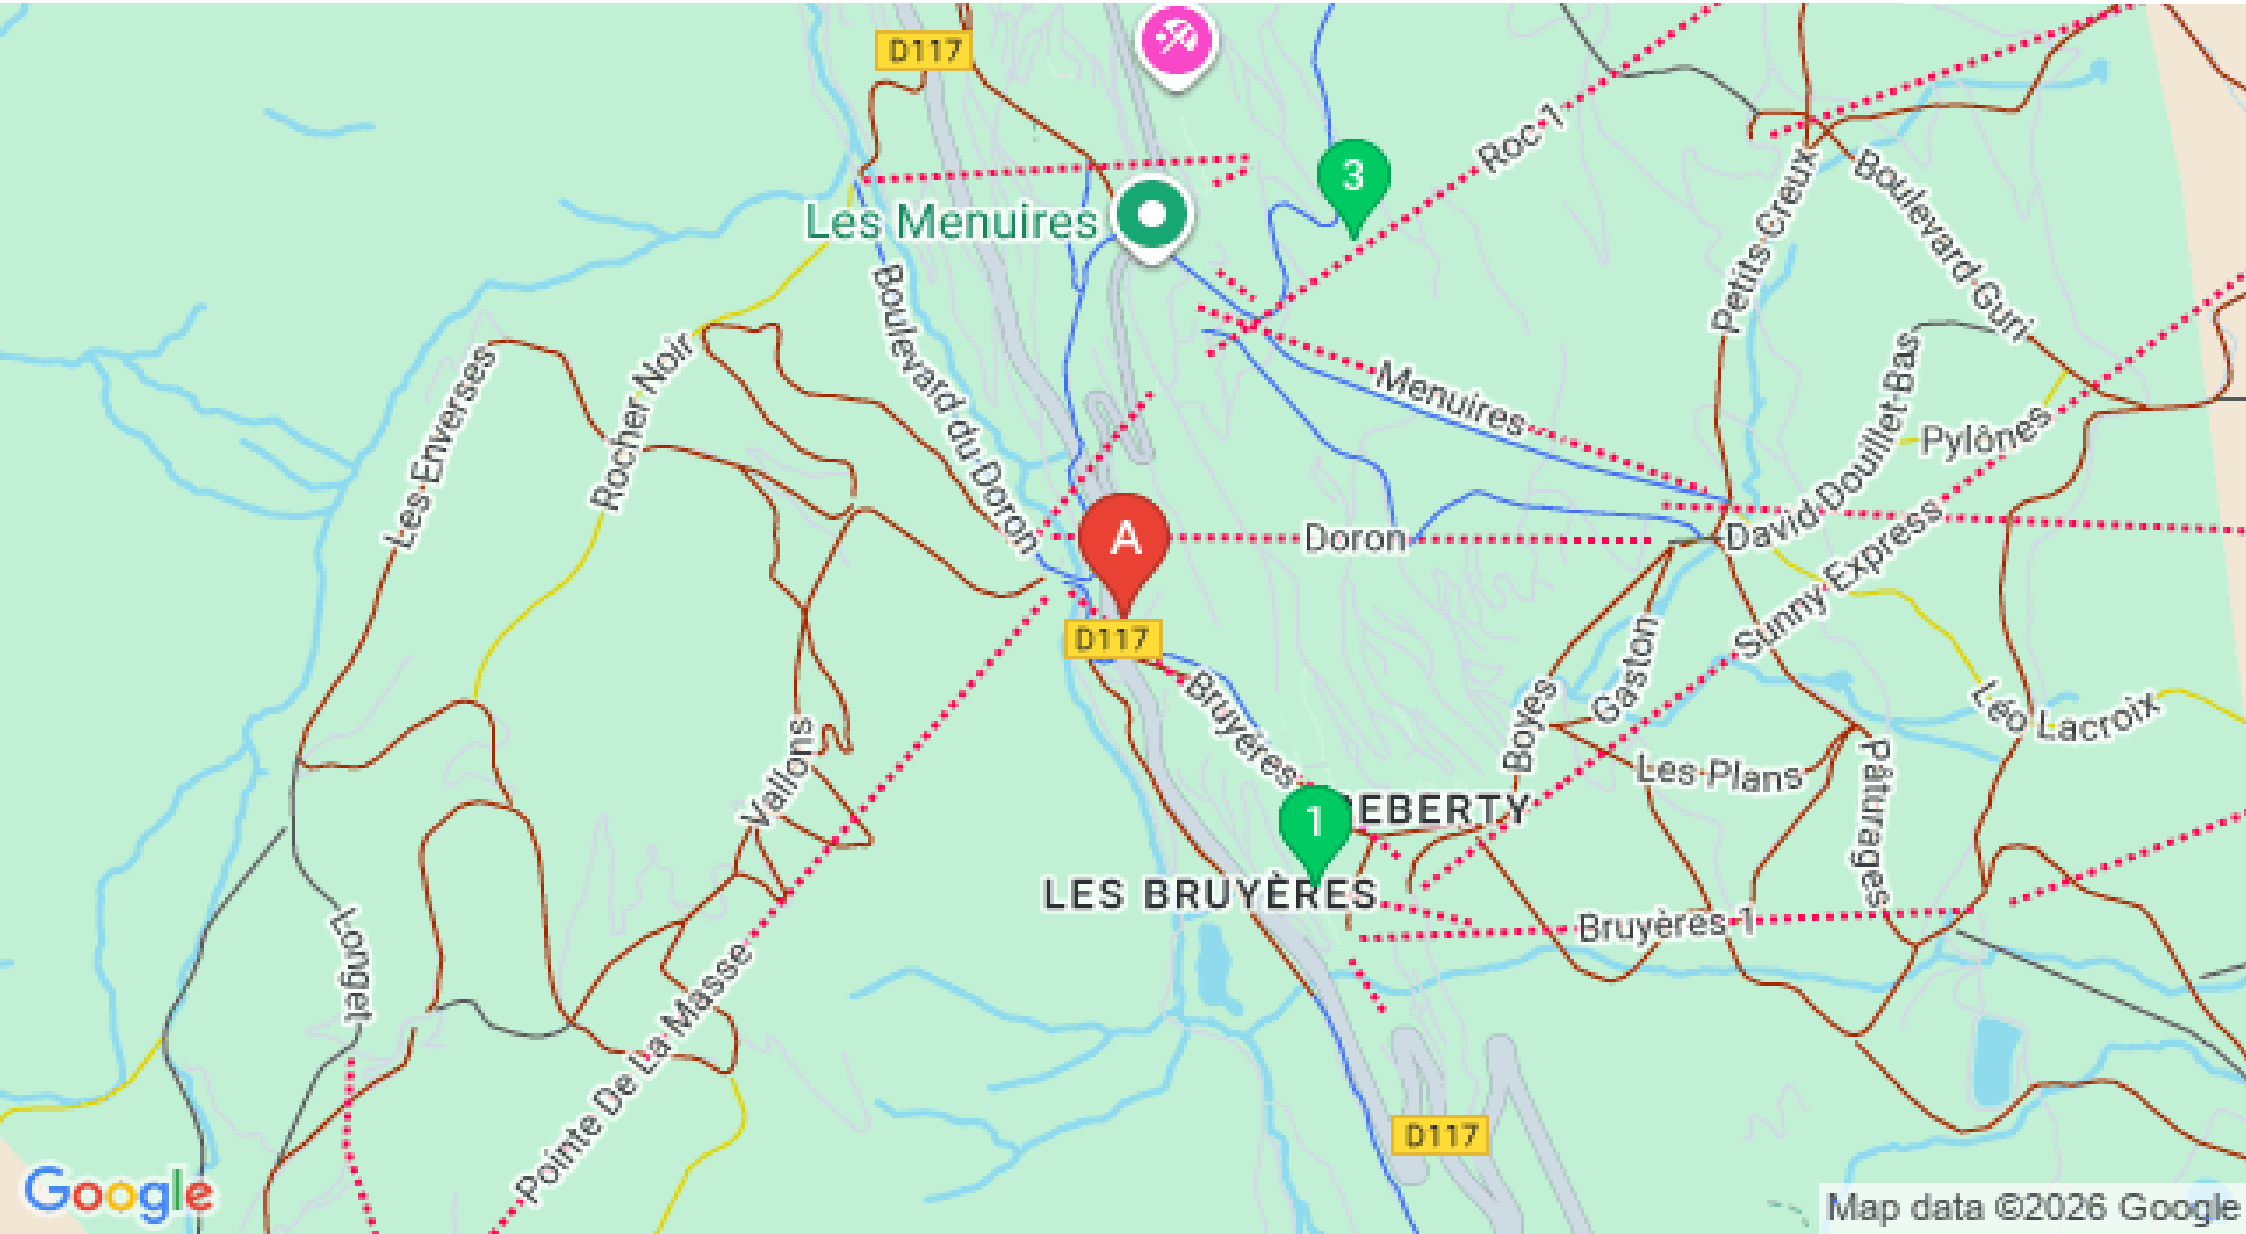 D117
Roc 1
3
Les Menuires
Petits Creux
Boulevard Guri
Boulevard du Doron
Rocher Noir
Les Enverses
Menuires
David Douillet Bas
Pylônes
A
Doron
Sunny Express
D117
Bruyères
Gaston
Boyes
Léo Lacroix
Les Plans
Pâturages
Vallons
1
EBERTY
LES BRUYÈRES
Bruyères 1
Longet
Pointe De La Masse
D117
Google
Map data ©2026 Google